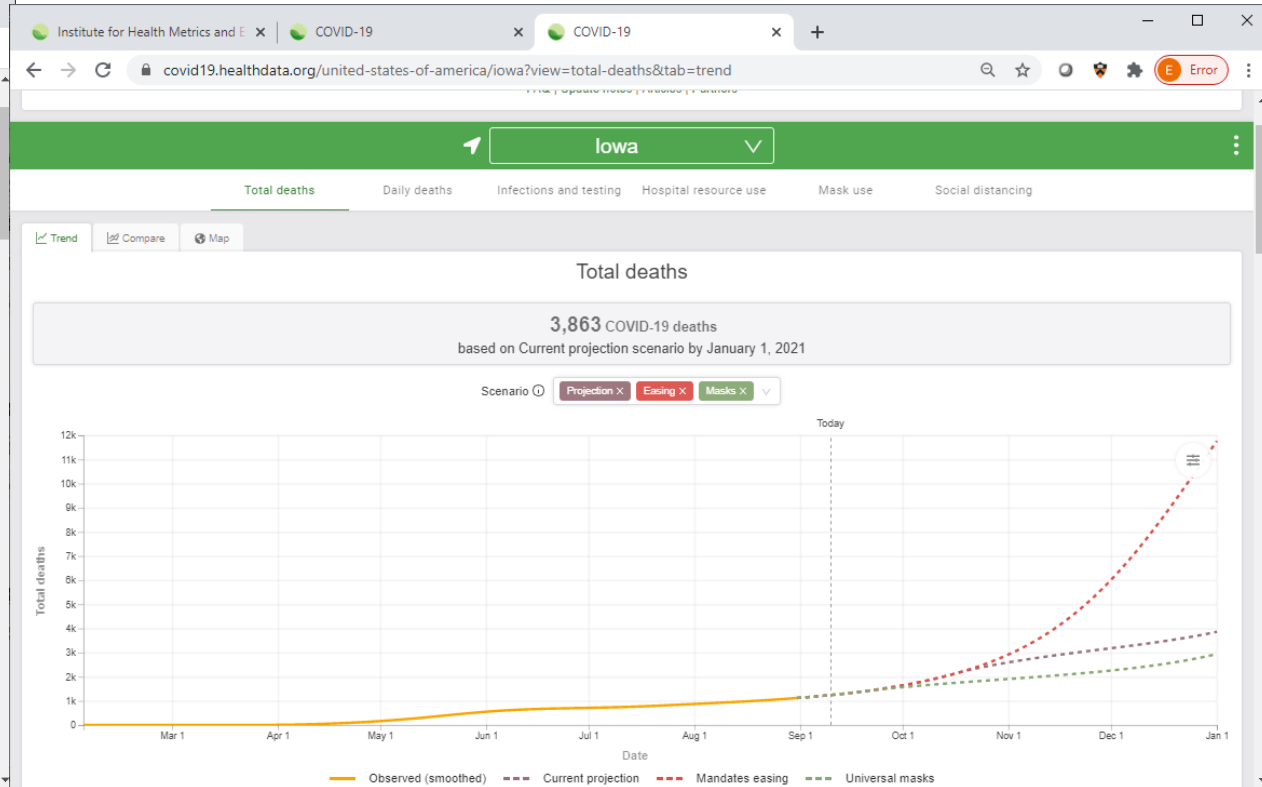 Institute for Health Metrics and E
COVID-19
COVID-19
covid19.healthdata.org/united-states-of-america/iowa?view=total-deaths&tab=trend
E Error
FAQ | Update notes | Articles | Partners
Iowa
Total deaths Daily deaths Infections and testing Hospital resource use Mask use Social distancing
Trend Compare Map
Total deaths
3,863 COVID-19 deaths
based on Current projection scenario by January 1, 2021
Scenario Projection X Easing X Masks X
Today
12k
11k
10k
9k
8k
7k
6k
5k
4k
3k
2k
1k
0
Total deaths
Mar 1 Apr 1 May 1 Jun 1 Jul 1 Aug 1 Sep 1 Oct 1 Nov 1 Dec 1 Jan 1
Date
Observed (smoothed) Current projection Mandates easing Universal masks